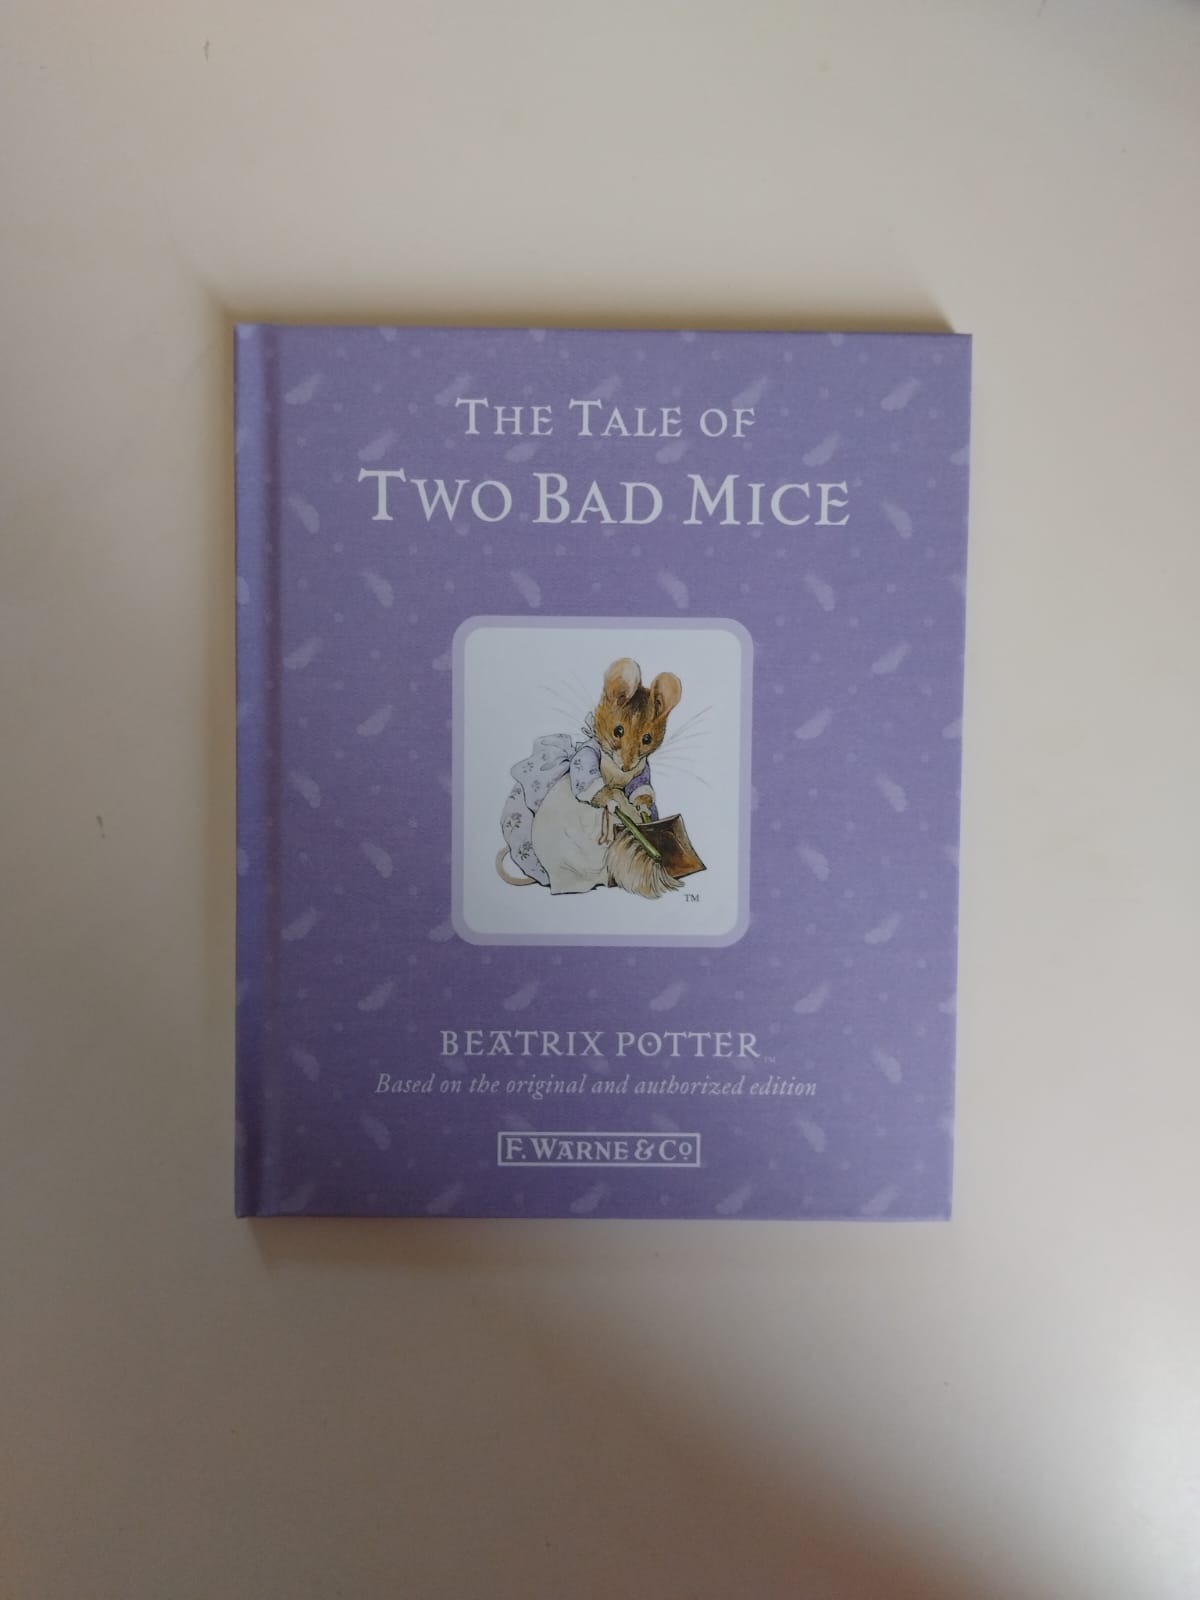 THE TALE OF
TWO BAD MICE
TM
BEATRIX POTTER™
Based on the original and authorized edition
F. WARNE & Co